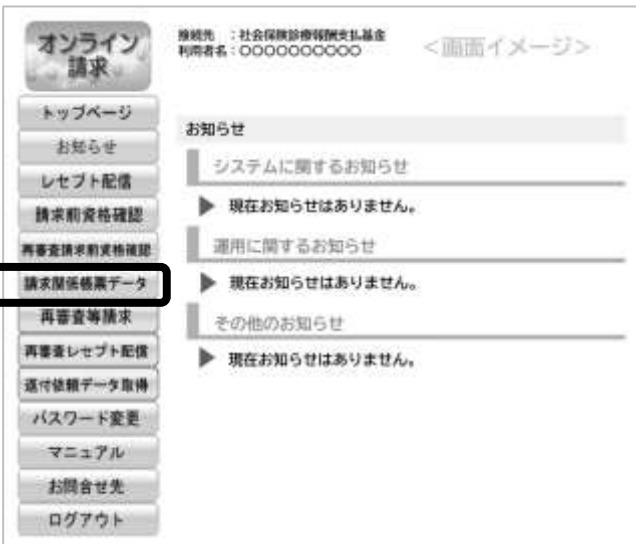 オンライン
請求
接続先　：社会保険診療報酬支払基金
利用者名：〇〇〇〇〇〇〇〇〇〇
＜画面イメージ＞
トップページ
お知らせ
レセプト配信
請求前資格確認
再審査請求前資格確認
請求関係帳票データ
再審査等請求
再審査レセプト配信
返付依頼データ取得
パスワード変更
マニュアル
お問合せ先
ログアウト
お知らせ
システムに関するお知らせ
▶ 現在お知らせはありません。
運用に関するお知らせ
▶ 現在お知らせはありません。
その他のお知らせ
▶ 現在お知らせはありません。